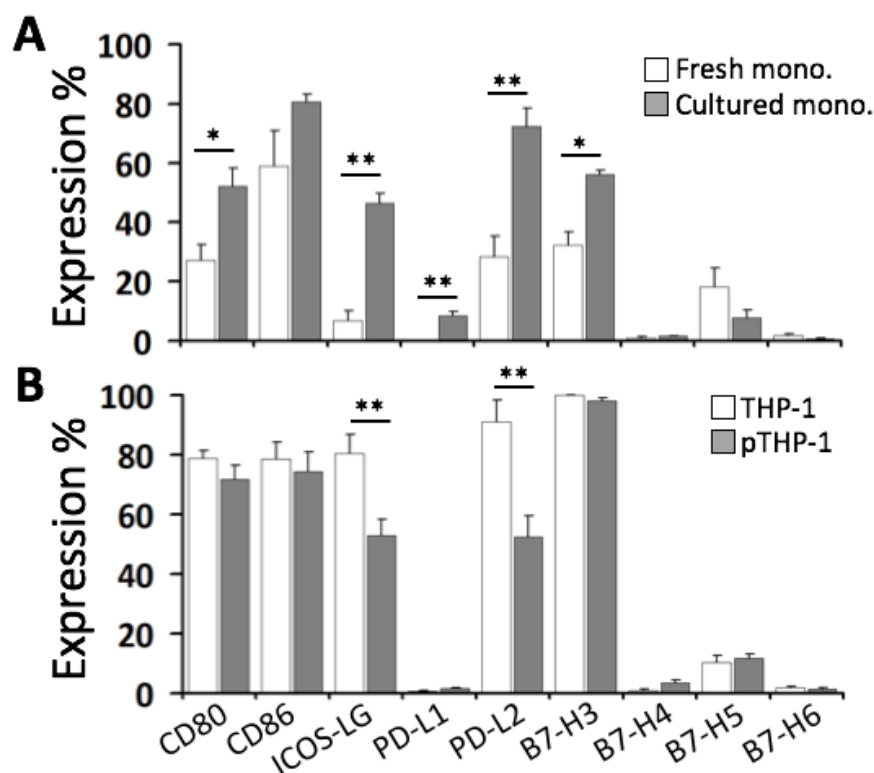 A
Expression %
100
80
60
40
20
0
Fresh mono.
Cultured mono.
*
**
**
**
*
B
Expression %
100
80
60
40
20
0
THP-1
pTHP-1
**
**
CD80
CD86
ICOS-LG
PD-L1
PD-L2
B7-H3
B7-H4
B7-H5
B7-H6